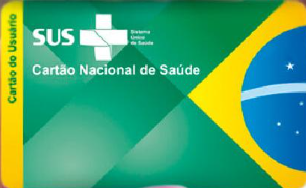 Cartão do Usuário
SUS
Sistema
Único
de Saúde
Cartão Nacional de Saúde